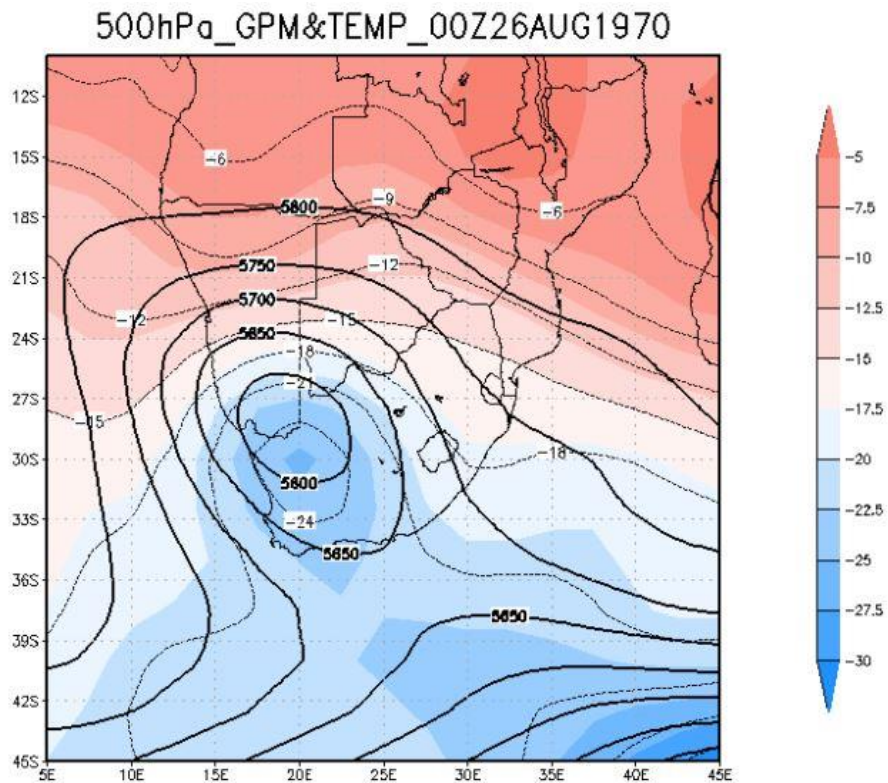 500hPa_GPM&TEMP_00Z26AUG1970
12S
15S
18S
21S
24S
27S
30S
33S
36S
39S
42S
45S
5E
10E
15E
20E
25E
30E
35E
40E
45E
-6
-9
-6
5800
5750
-12
-12
5700
-15
5650
-18
-21
-15
-18
5600
-24
5650
5650
-5
-7.5
-10
-12.5
-15
-17.5
-20
-22.5
-25
-27.5
-30